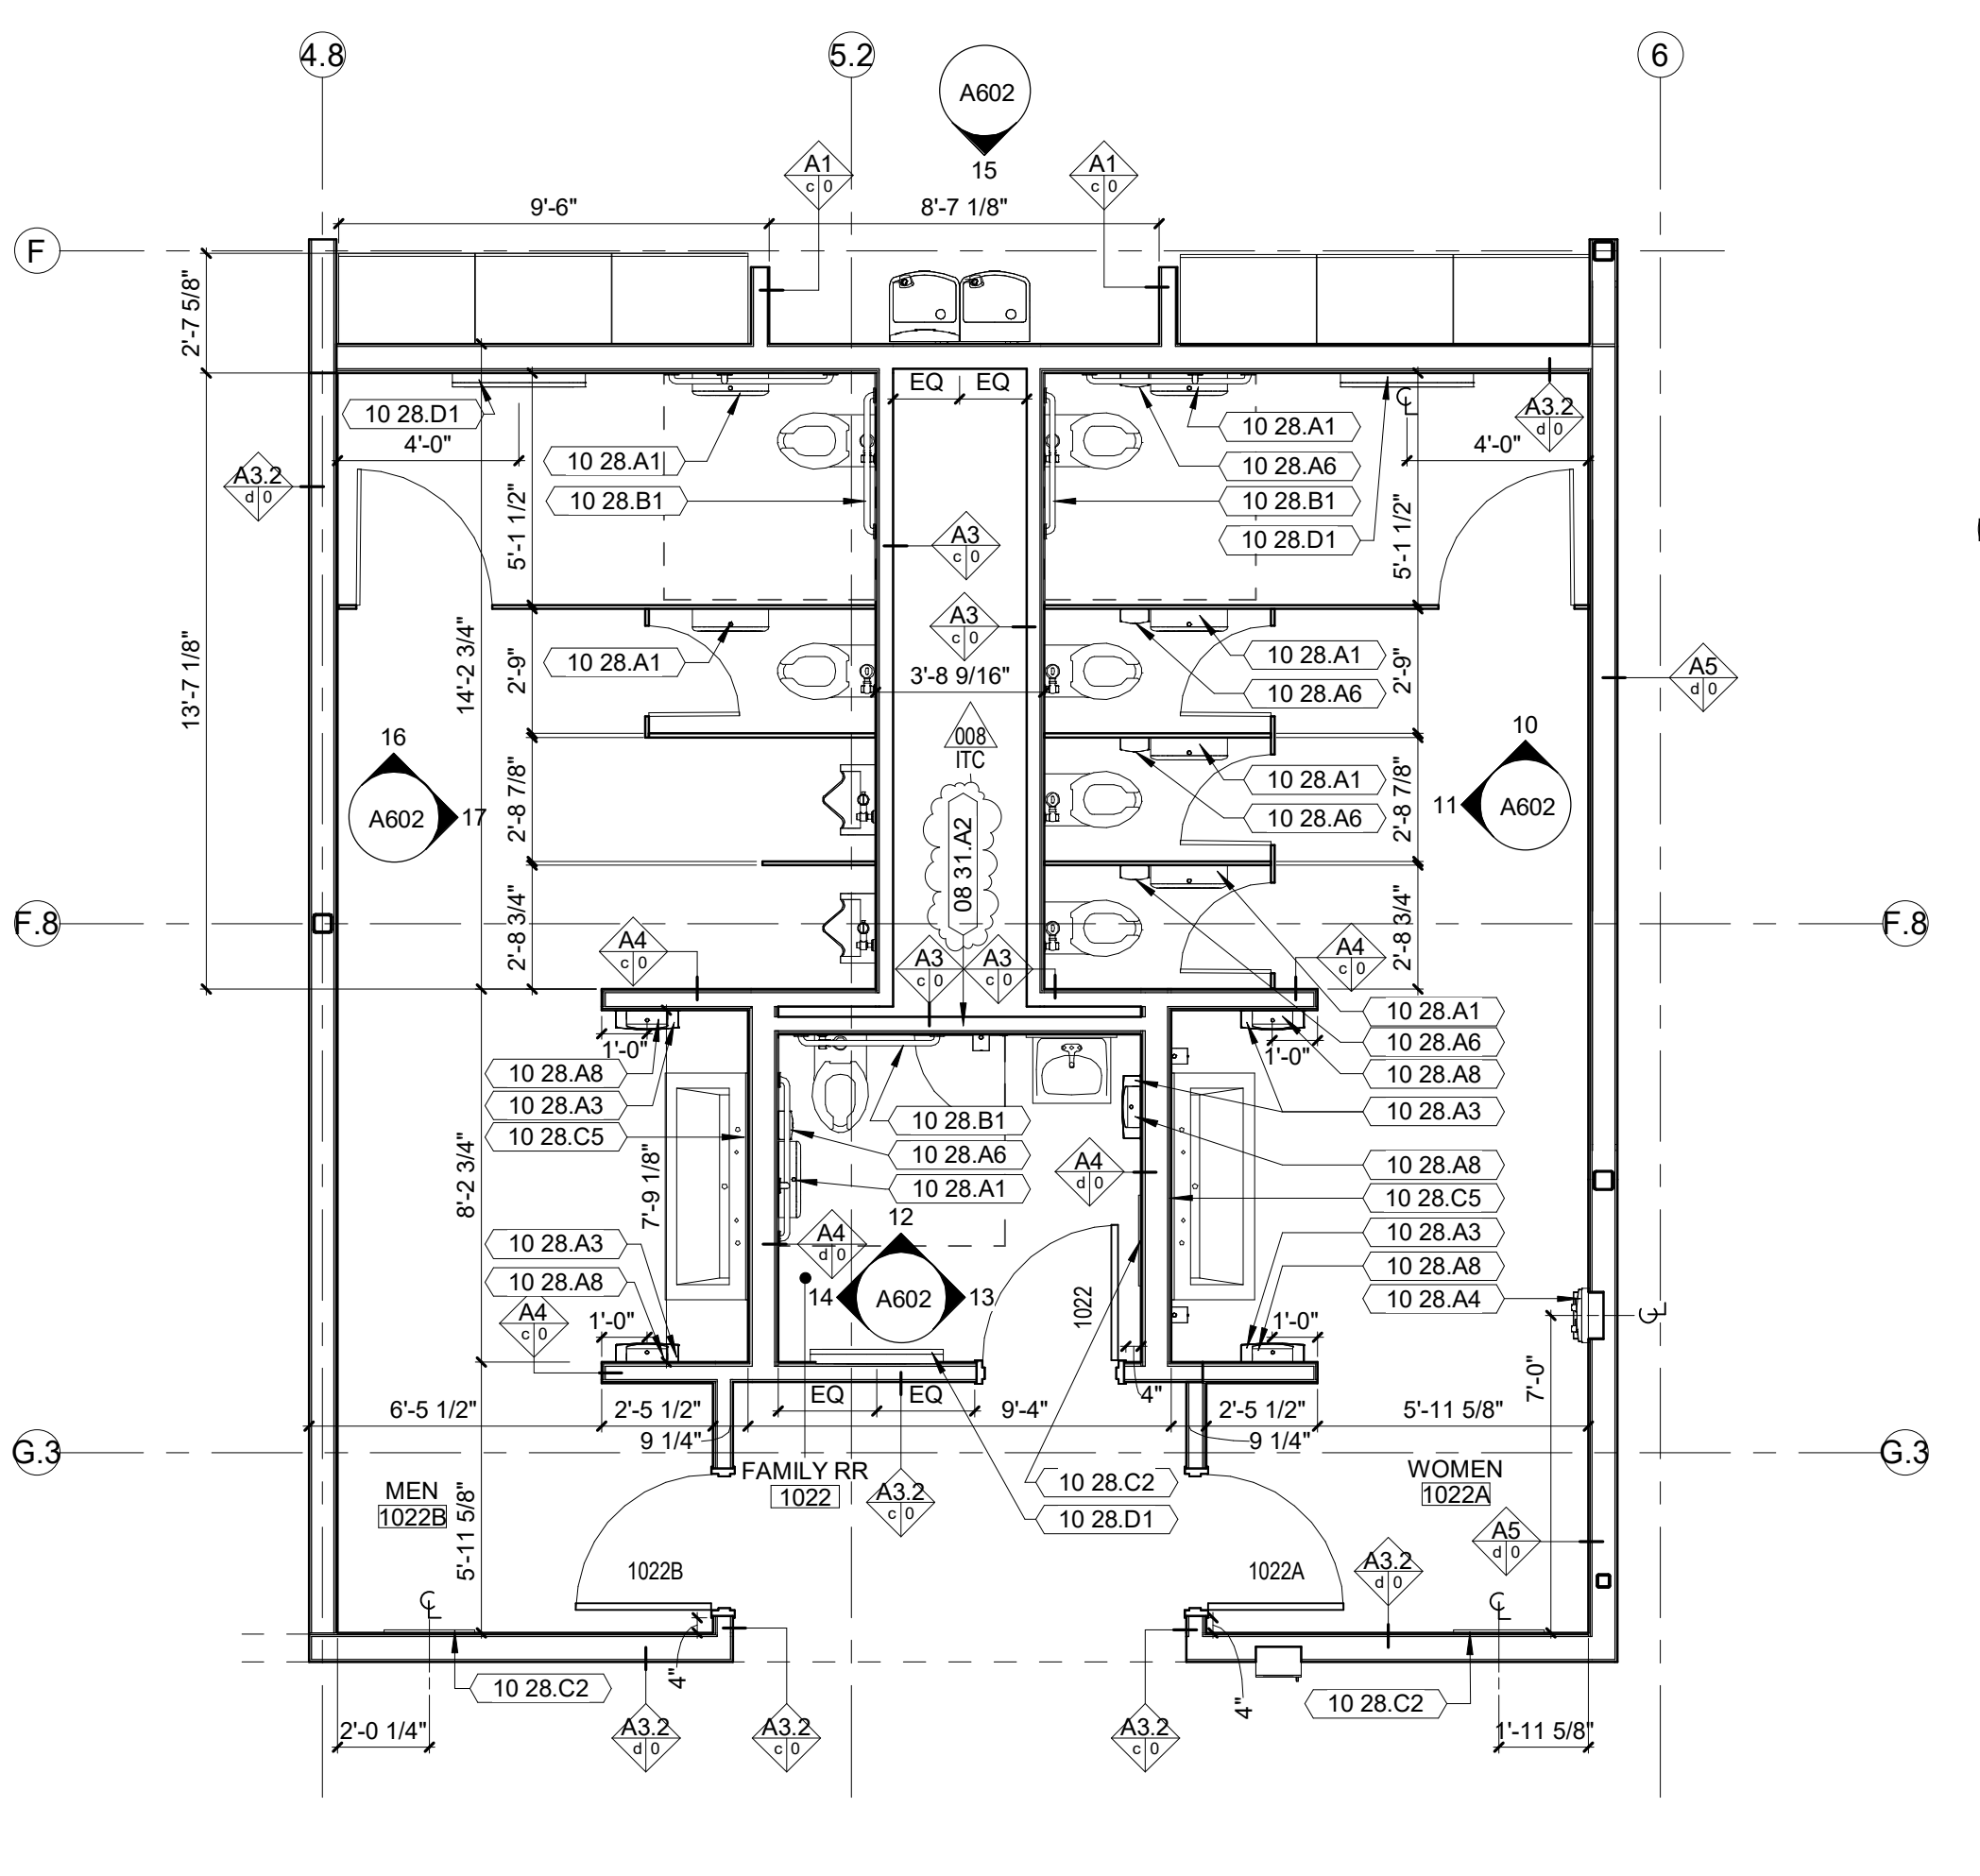 4.8
5.2
6
A602
15
A1
c 0
A1
c 0
9'-6"
8'-7 1/8"
F
2'-7 5/8"
EQ
EQ
10 28.D1
4'-0"
10 28.A1
10 28.B1
10 28.A1
10 28.A6
10 28.B1
10 28.D1
℄
A3.2
d 0
4'-0"
A3.2
d 0
5'-1 1/2"
5'-1 1/2"
A3
c 0
A3
c 0
13'-7 1/8"
14'-2 3/4"
2'-9"
10 28.A1
3'-8 9/16"
10 28.A1
10 28.A6
2'-9"
A5
d 0
008
ITC
16
A602
17
2'-8 7/8"
10 28.A1
10 28.A6
2'-8 7/8"
10
11
A602
08 31.A2
F.8
2'-8 3/4"
A4
c 0
A3
c 0
A3
c 0
A4
c 0
2'-8 3/4"
F.8
1'-0"
1'-0"
10 28.A8
10 28.A3
10 28.C5
10 28.A1
10 28.A6
10 28.A8
10 28.A3
8'-2 3/4"
7'-9 1/8"
10 28.B1
10 28.A6
10 28.A1
A4
d 0
10 28.A8
10 28.C5
10 28.A3
10 28.A8
10 28.A4
10 28.A3
10 28.A8
A4
d 0
12
14
A602
13
1022
A4
c 0
1'-0"
1'-0"
℄
7'-0"
EQ
EQ
4"
6'-5 1/2"
2'-5 1/2"
9'-4"
2'-5 1/2"
5'-11 5/8"
9 1/4"
9 1/4"
G.3
G.3
MEN
1022B
FAMILY RR
1022
A3.2
c 0
10 28.C2
10 28.D1
WOMEN
1022A
5'-11 5/8"
1022B
1022A
A5
d 0
A3.2
d 0
℄
℄
4"
4"
10 28.C2
10 28.C2
2'-0 1/4"
A3.2
d 0
A3.2
c 0
A3.2
c 0
1'-11 5/8"